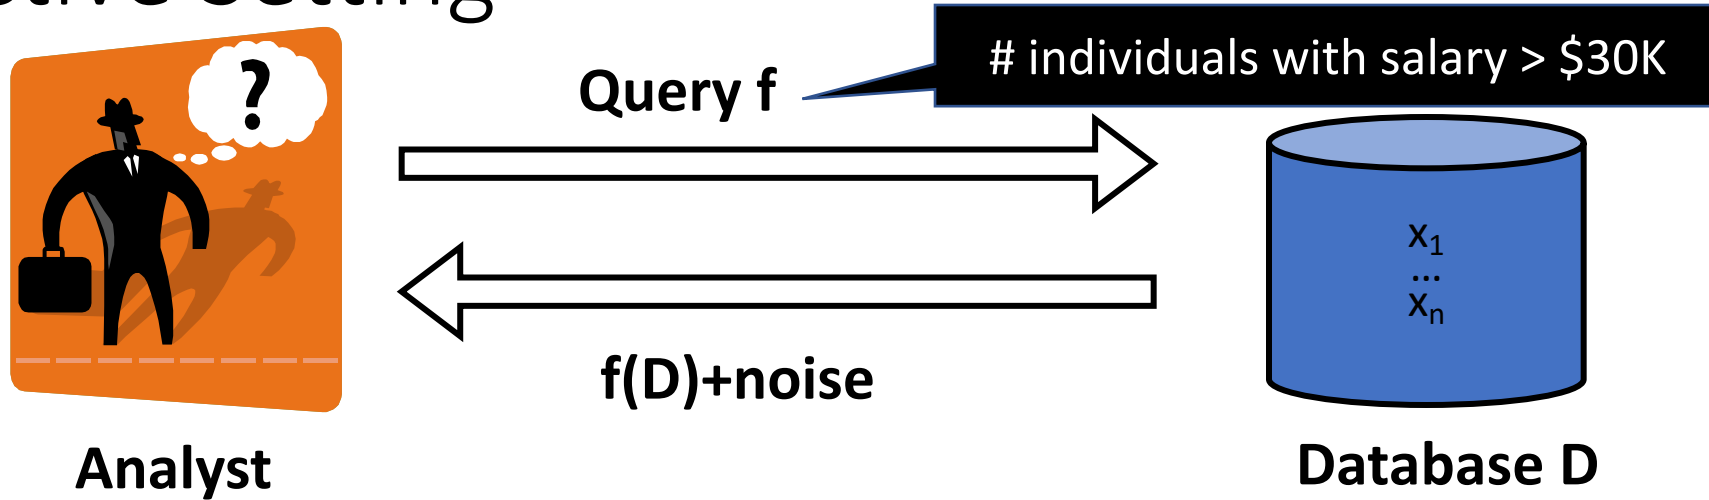 # individuals with salary > $30K
?
Query f
x₁
...
xₙ
f(D)+noise
Analyst
Database D